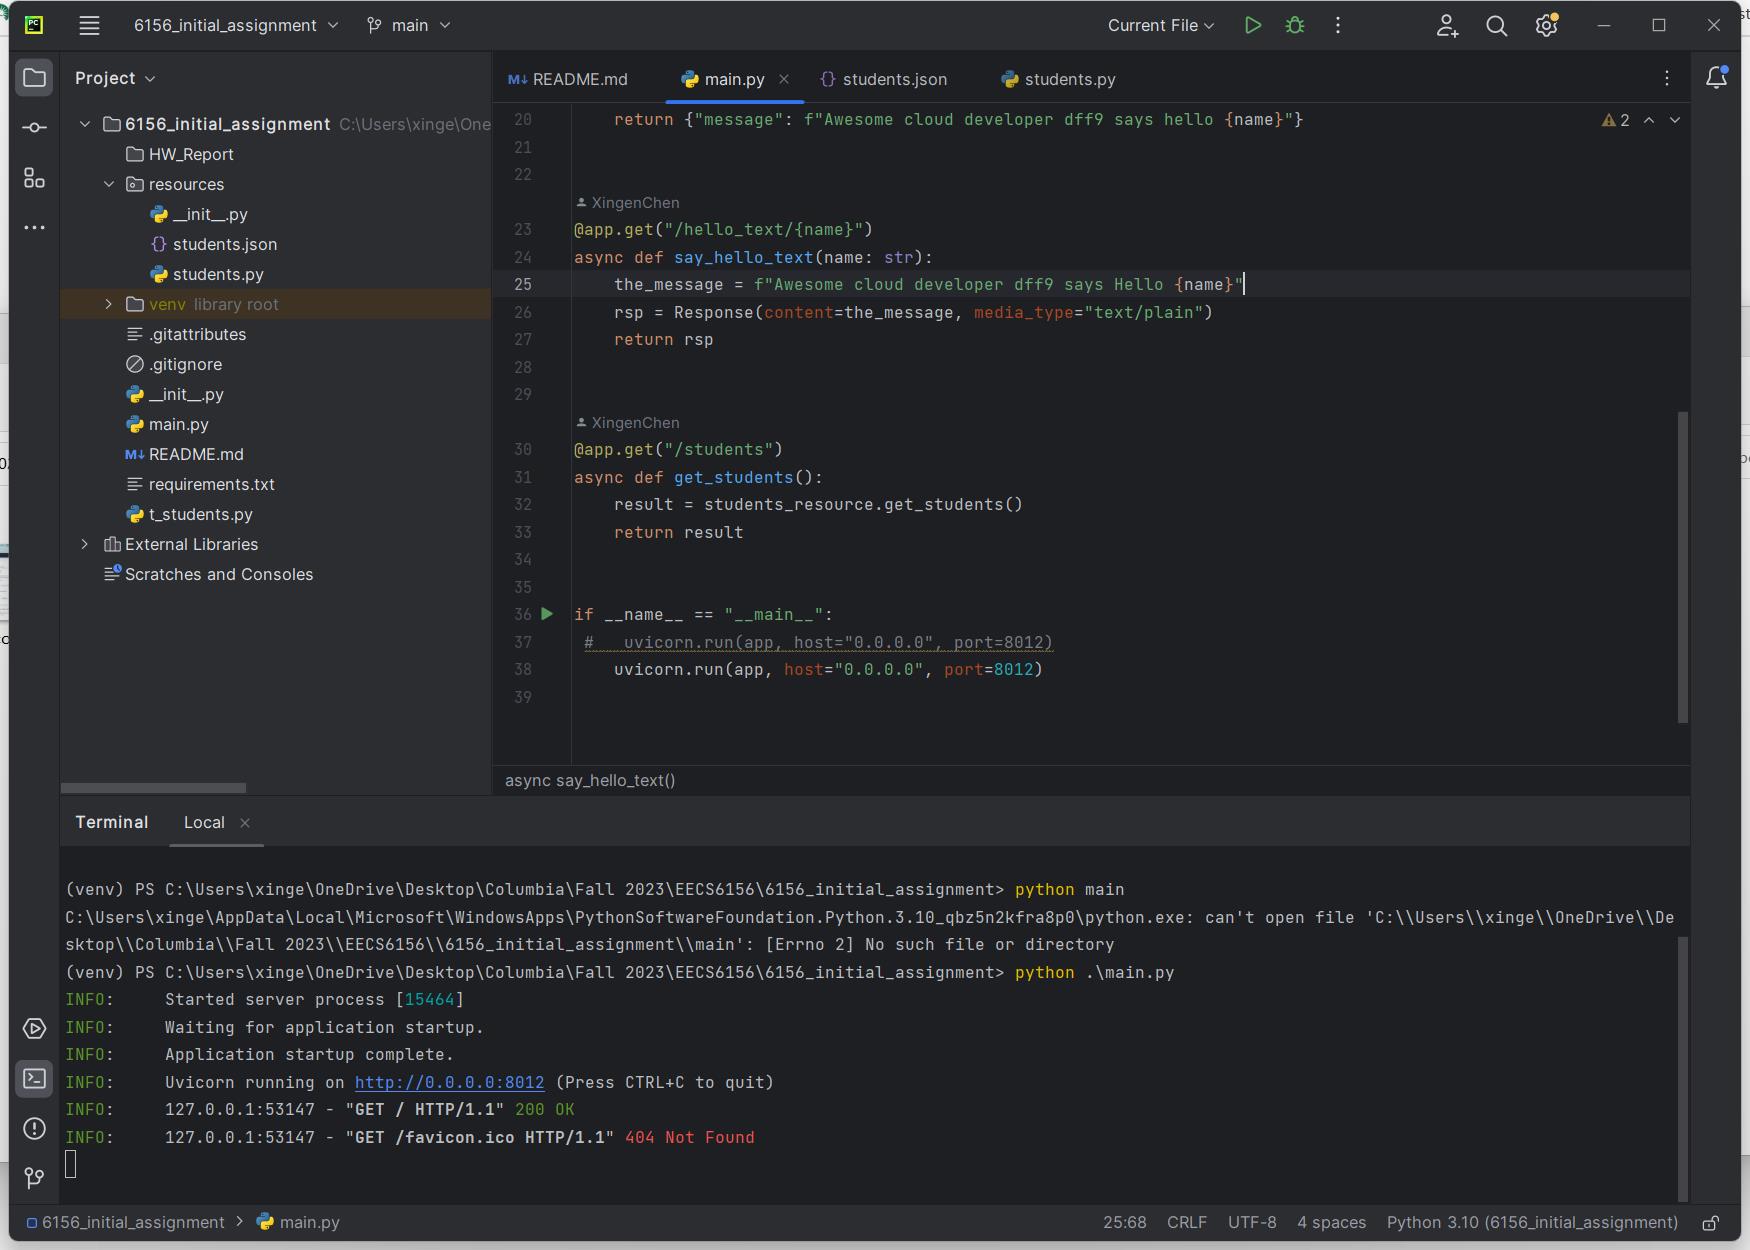 PC
6156_initial_assignment
main
Current File
Project
README.md
main.py
students.json
students.py
6156_initial_assignment C:\Users\xinge\One
HW_Report
resources
__init__.py
students.json
students.py
venv library root
.gitattributes
.gitignore
__init__.py
main.py
README.md
requirements.txt
t_students.py
External Libraries
Scratches and Consoles
20 return {"message": f"Awesome cloud developer dff9 says hello {name}"}
2
21
22
XingenChen
23 @app.get("/hello_text/{name}")
24 async def say_hello_text(name: str):
25 the_message = f"Awesome cloud developer dff9 says Hello {name}"
26 rsp = Response(content=the_message, media_type="text/plain")
27 return rsp
28
29
XingenChen
30 @app.get("/students")
31 async def get_students():
32 result = students_resource.get_students()
33 return result
34
35
36 if __name__ == "__main__":
37 # uvicorn.run(app, host="0.0.0.0", port=8012)
38 uvicorn.run(app, host="0.0.0.0", port=8012)
39
async say_hello_text()
Terminal Local
(venv) PS C:\Users\xinge\OneDrive\Desktop\Columbia\Fall 2023\EECS6156\6156_initial_assignment> python main
C:\Users\xinge\AppData\Local\Microsoft\WindowsApps\PythonSoftwareFoundation.Python.3.10_qbz5n2kfra8p0\python.exe: can't open file 'C:\\Users\\xinge\\OneDrive\\De
sktop\\Columbia\\Fall 2023\\EECS6156\\6156_initial_assignment\\main': [Errno 2] No such file or directory
(venv) PS C:\Users\xinge\OneDrive\Desktop\Columbia\Fall 2023\EECS6156\6156_initial_assignment> python .\main.py
INFO: Started server process [15464]
INFO: Waiting for application startup.
INFO: Application startup complete.
INFO: Uvicorn running on http://0.0.0.0:8012 (Press CTRL+C to quit)
INFO: 127.0.0.1:53147 - "GET / HTTP/1.1" 200 OK
INFO: 127.0.0.1:53147 - "GET /favicon.ico HTTP/1.1" 404 Not Found
6156_initial_assignment > main.py
25:68 CRLF UTF-8 4 spaces Python 3.10 (6156_initial_assignment)